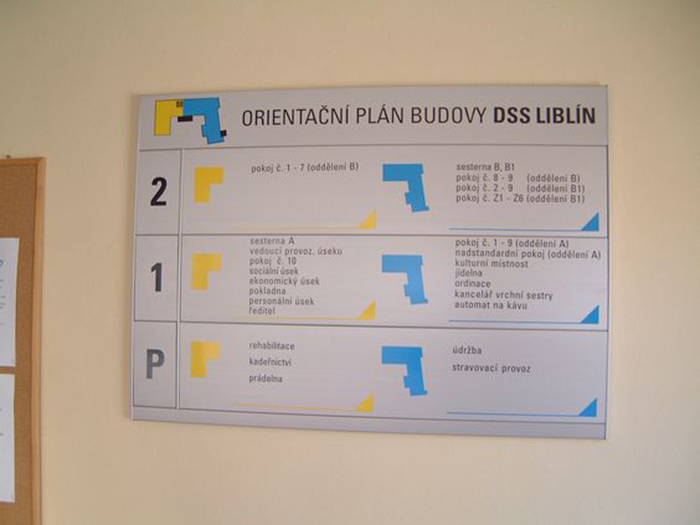 ORIENTAČNÍ PLÁN BUDOVY DSS LIBLÍN
2
pokoj č. 1 - 7 (oddělení B)
sesterna B, B1
pokoj č. 8 - 9 (oddělení B)
pokoj č. 2 - 9 (oddělení B1)
pokoj č. Z1 - Z6 (oddělení B1)
1
sesterna A
vedoucí provoz. úseku
pokoj č. 10
sociální úsek
ekonomický úsek
pokladna
personální úsek
ředitel
pokoj č. 1 - 9 (oddělení A)
nadstandardní pokoj (oddělení A)
kulturní místnost
jídelna
ordinace
kancelář vrchní sestry
automat na kávu
P
rehabilitace
kadeřnictví
prádelna
údržba
stravovací provoz